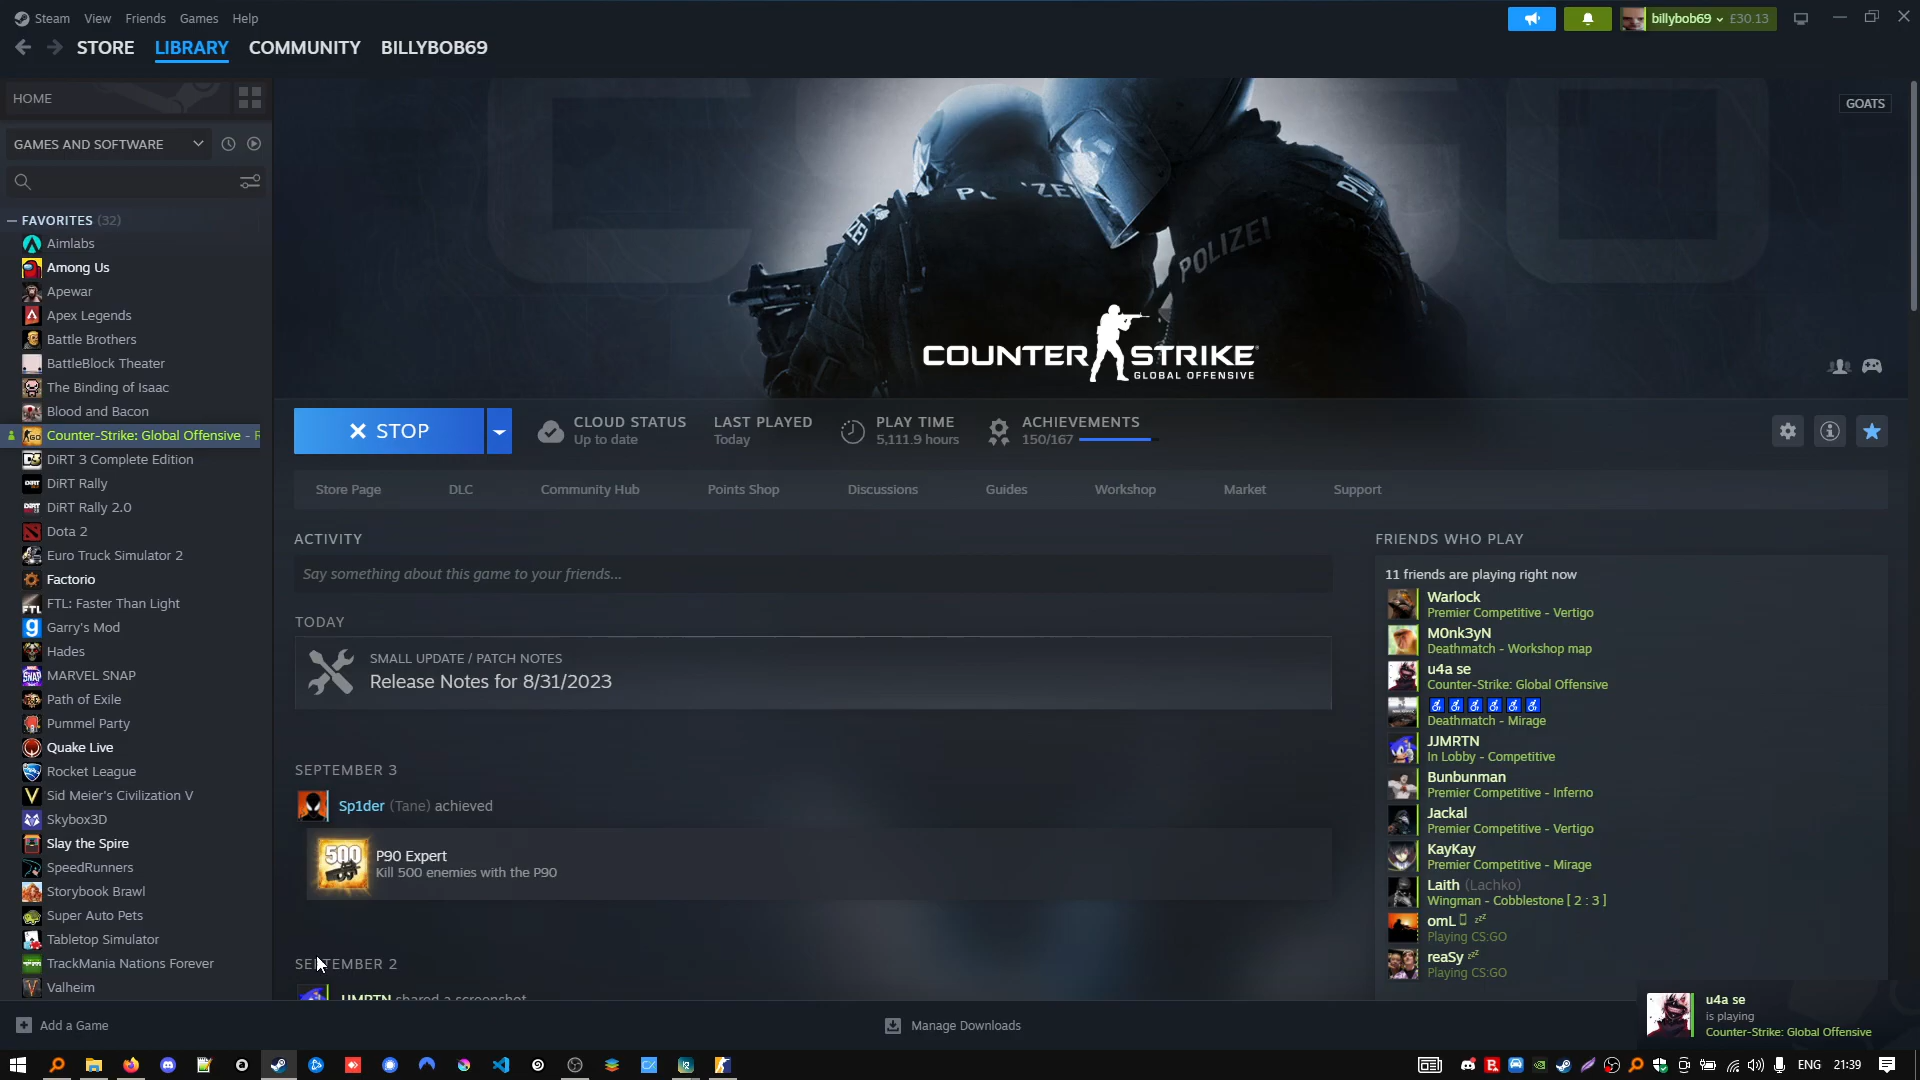 Steam View Friends Games Help
billybob69 £30.13
STORE LIBRARY COMMUNITY BILLYBOB69
HOME
GAMES AND SOFTWARE
FAVORITES (32)
Aimlabs
Among Us
Apewar
Apex Legends
Battle Brothers
BattleBlock Theater
The Binding of Isaac
Blood and Bacon
Counter-Strike: Global Offensive - R
DiRT 3 Complete Edition
DiRT Rally
DiRT Rally 2.0
Dota 2
Euro Truck Simulator 2
Factorio
FTL: Faster Than Light
Garry's Mod
Hades
MARVEL SNAP
Path of Exile
Pummel Party
Quake Live
Rocket League
Sid Meier's Civilization V
Skybox3D
Slay the Spire
SpeedRunners
Storybook Brawl
Super Auto Pets
Tabletop Simulator
TrackMania Nations Forever
Valheim
Add a Game
GOATS
POLIZEI
COUNTER STRIKE
GLOBAL OFFENSIVE
STOP
CLOUD STATUS
Up to date
LAST PLAYED
Today
PLAY TIME
5,111.9 hours
ACHIEVEMENTS
150/167
Store Page DLC Community Hub Points Shop Discussions Guides Workshop Market Support
ACTIVITY
Say something about this game to your friends...
TODAY
SMALL UPDATE / PATCH NOTES
Release Notes for 8/31/2023
SEPTEMBER 3
Sp1der (Tane) achieved
500
P90 Expert
Kill 500 enemies with the P90
SEPTEMBER 2
JJMRTN shared a screenshot
FRIENDS WHO PLAY
11 friends are playing right now
Warlock
Premier Competitive - Vertigo
M0nk3yN
Deathmatch - Workshop map
u4a se
Counter-Strike: Global Offensive
Deathmatch - Mirage
JJMRTN
In Lobby - Competitive
Bunbunman
Premier Competitive - Inferno
Jackal
Premier Competitive - Vertigo
KayKay
Premier Competitive - Mirage
Laith (Lachko)
Wingman - Cobblestone [ 2 : 3 ]
omL zzz
Playing CS:GO
reaSy zzz
Playing CS:GO
Manage Downloads
u4a se
is playing
Counter-Strike: Global Offensive
ENG 21:39